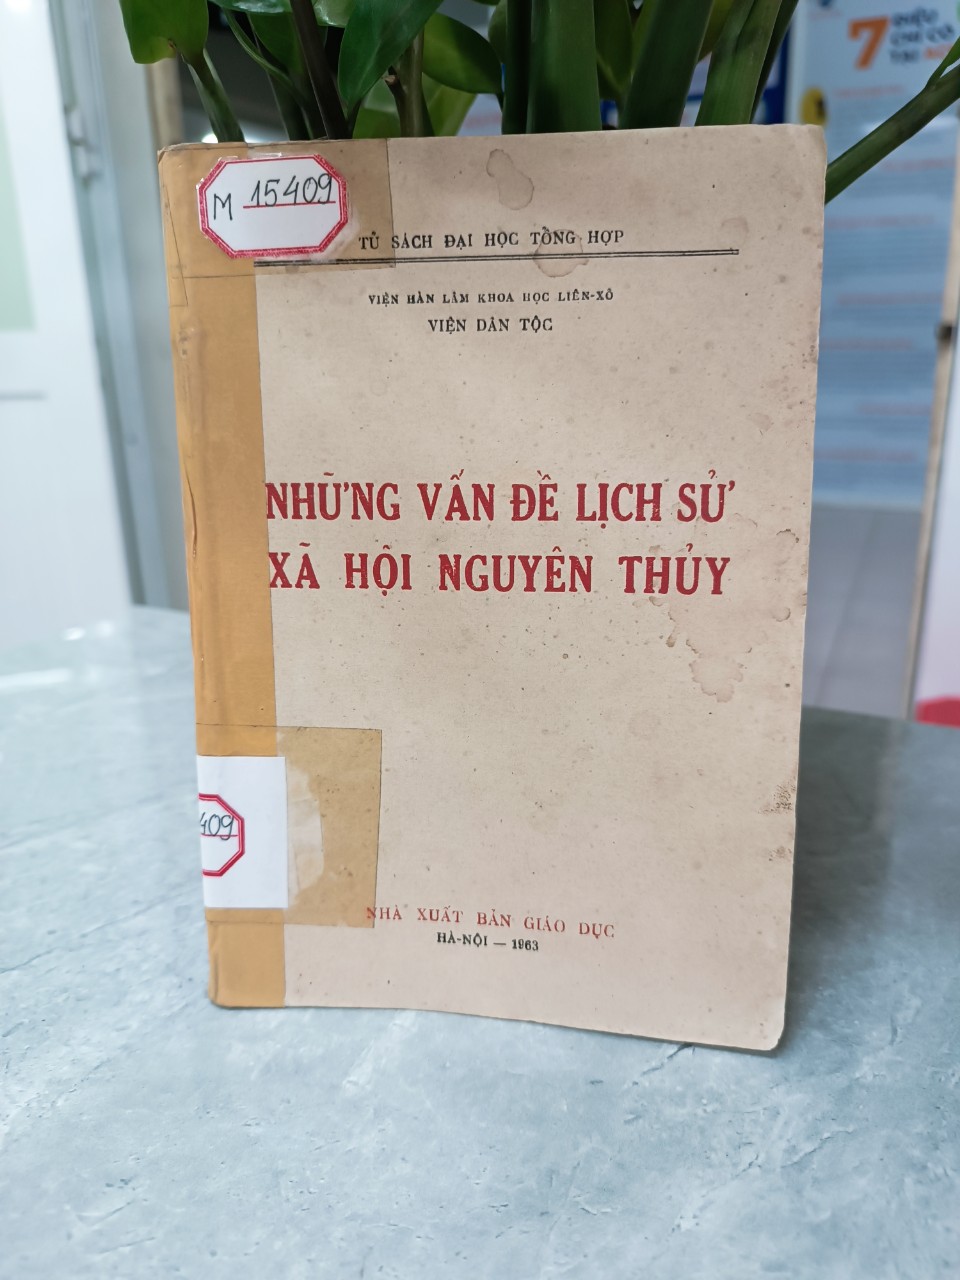 M 15409
TỦ SÁCH ĐẠI HỌC TỔNG HỢP
VIỆN HÀN LÂM KHOA HỌC LIÊN-XÔ
VIỆN DÂN TỘC
NHỮNG VẤN ĐỀ LỊCH SỬ
XÃ HỘI NGUYÊN THỦY
409
NHÀ XUẤT BẢN GIÁO DỤC
HÀ-NỘI — 1963
7